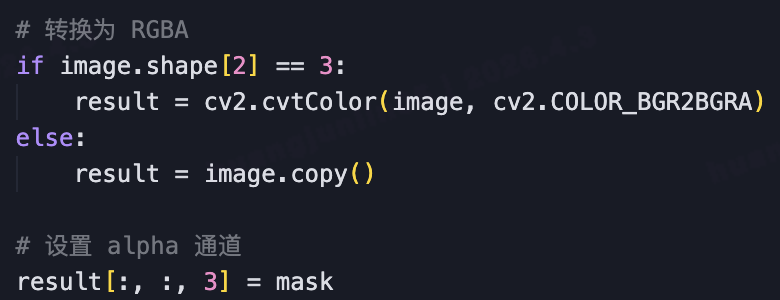 # 转换为 RGBA
if image.shape[2] == 3:
    result = cv2.cvtColor(image, cv2.COLOR_BGR2BGRA)
else:
    result = image.copy()

# 设置 alpha 通道
result[:, :, 3] = mask